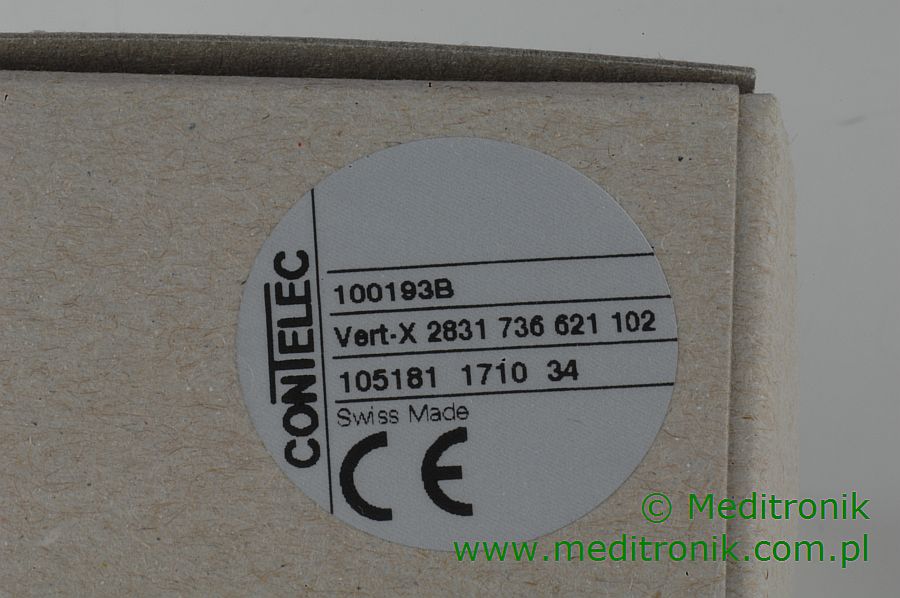 CONTELEC
100193B
Vert-X 2831 736 621 102
105181 1710 34
Swiss Made
CE
© Meditronik
www.meditronik.com.pl